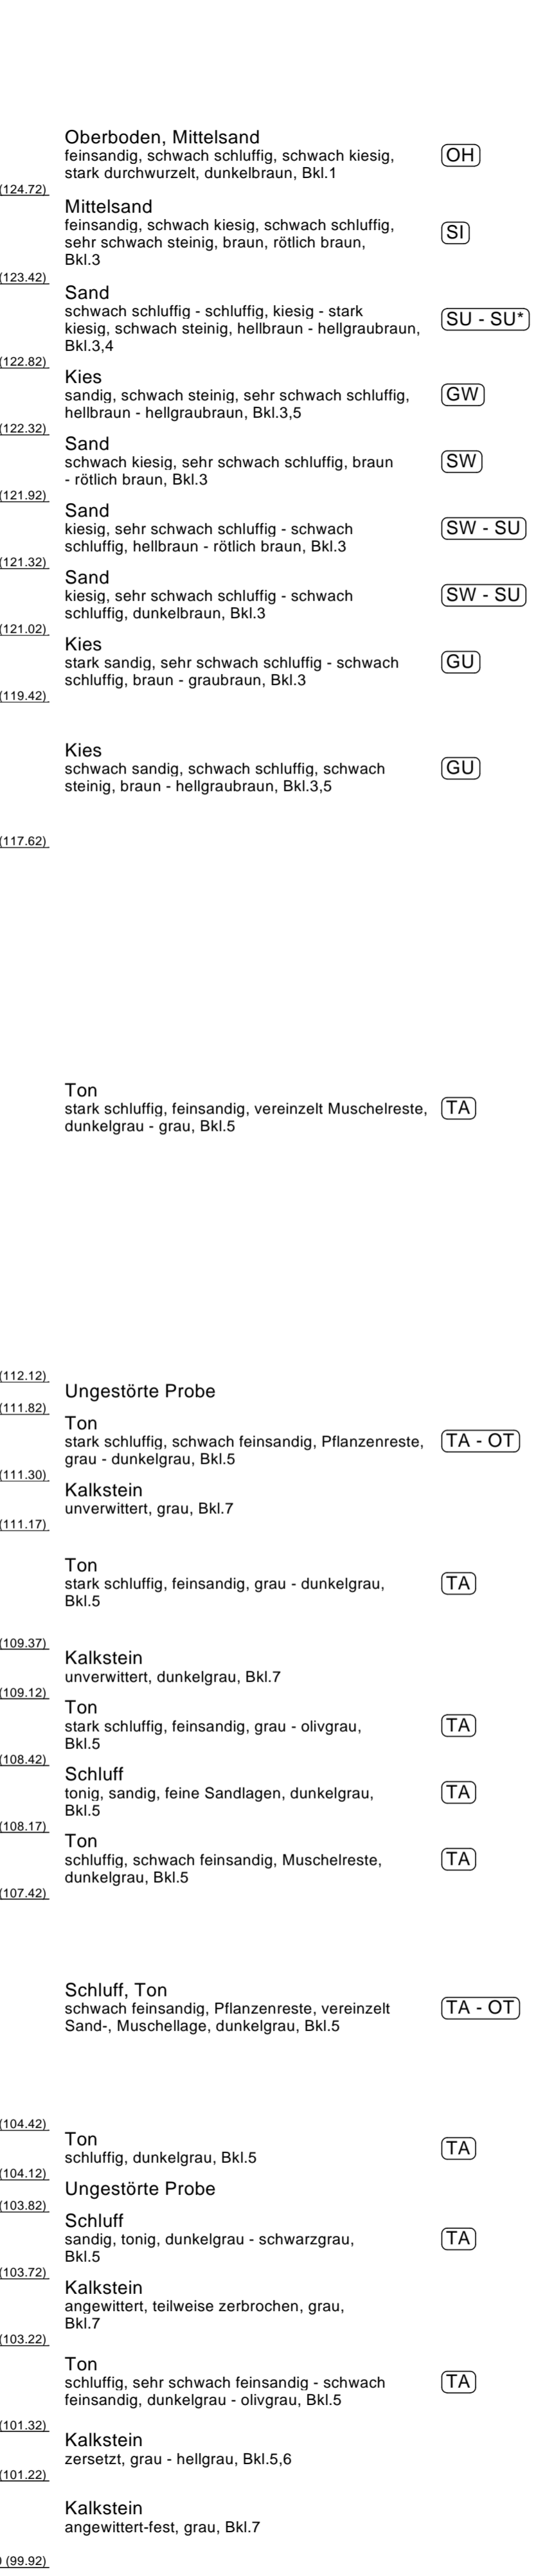 Oberboden, Mittelsand
feinsandig, schwach schluffig, schwach kiesig,
stark durchwurzelt, dunkelbraun, Bkl.1
OH
(124.72)
Mittelsand
feinsandig, schwach kiesig, schwach schluffig,
sehr schwach steinig, braun, rötlich braun,
Bkl.3
SI
(123.42)
Sand
schwach schluffig - schluffig, kiesig - stark
kiesig, schwach steinig, hellbraun - hellgraubraun,
Bkl.3,4
SU - SU*
(122.82)
Kies
sandig, schwach steinig, sehr schwach schluffig,
hellbraun - hellgraubraun, Bkl.3,5
GW
(122.32)
Sand
schwach kiesig, sehr schwach schluffig, braun
- rötlich braun, Bkl.3
SW
(121.92)
Sand
kiesig, sehr schwach schluffig - schwach
schluffig, hellbraun - rötlich braun, Bkl.3
SW - SU
(121.32)
Sand
kiesig, sehr schwach schluffig - schwach
schluffig, dunkelbraun, Bkl.3
SW - SU
(121.02)
Kies
stark sandig, sehr schwach schluffig - schwach
schluffig, braun - graubraun, Bkl.3
GU
(119.42)
Kies
schwach sandig, schwach schluffig, schwach
steinig, braun - hellgraubraun, Bkl.3,5
GU
(117.62)
Ton
stark schluffig, feinsandig, vereinzelt Muschelreste,
dunkelgrau - grau, Bkl.5
TA
(112.12)
Ungestörte Probe
(111.82)
Ton
stark schluffig, schwach feinsandig, Pflanzenreste,
grau - dunkelgrau, Bkl.5
TA - OT
(111.30)
Kalkstein
unverwittert, grau, Bkl.7
(111.17)
Ton
stark schluffig, feinsandig, grau - dunkelgrau,
Bkl.5
TA
(109.37)
Kalkstein
unverwittert, dunkelgrau, Bkl.7
(109.12)
Ton
stark schluffig, feinsandig, grau - olivgrau,
Bkl.5
TA
(108.42)
Schluff
tonig, sandig, feine Sandlagen, dunkelgrau,
Bkl.5
TA
(108.17)
Ton
schluffig, schwach feinsandig, Muschelreste,
dunkelgrau, Bkl.5
TA
(107.42)
Schluff, Ton
schwach feinsandig, Pflanzenreste, vereinzelt
Sand-, Muschellage, dunkelgrau, Bkl.5
TA - OT
(104.42)
Ton
schluffig, dunkelgrau, Bkl.5
TA
(104.12)
Ungestörte Probe
(103.82)
Schluff
sandig, tonig, dunkelgrau - schwarzgrau,
Bkl.5
TA
(103.72)
Kalkstein
angewittert, teilweise zerbrochen, grau,
Bkl.7
(103.22)
Ton
schluffig, sehr schwach feinsandig - schwach
feinsandig, dunkelgrau - olivgrau, Bkl.5
TA
(101.32)
Kalkstein
zersetzt, grau - hellgrau, Bkl.5,6
(101.22)
Kalkstein
angewittert-fest, grau, Bkl.7
(99.92)